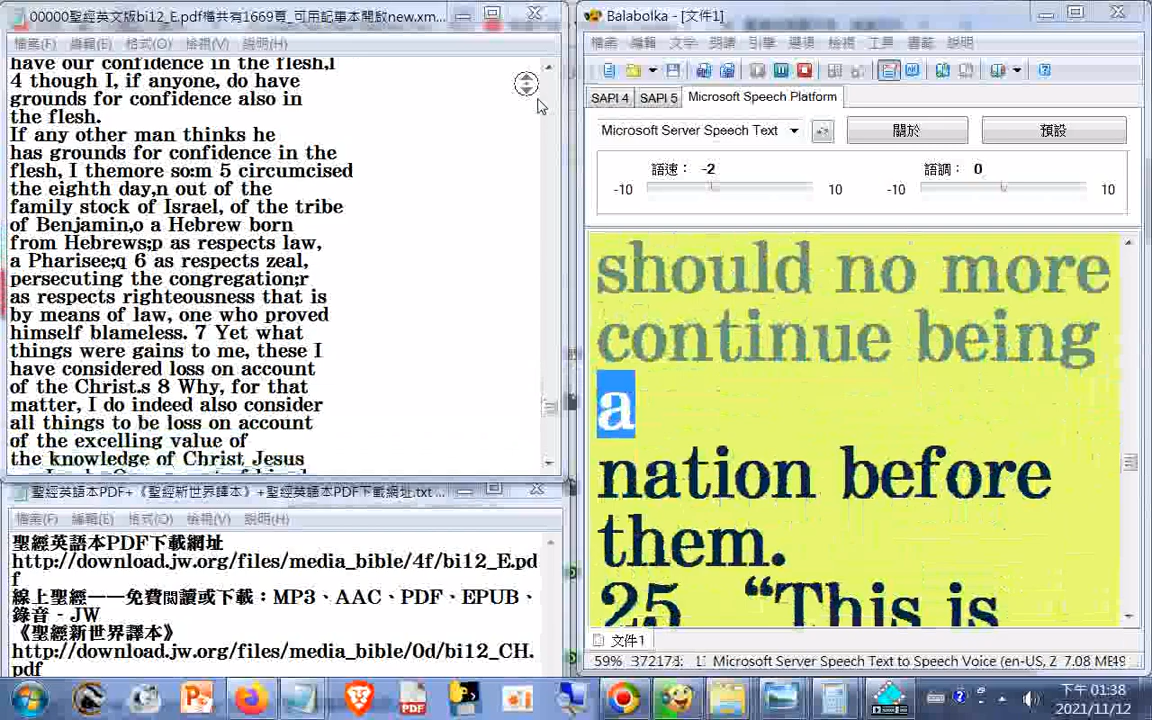 00000聖經英文版bi12_E.pdf檔共有1669頁_可用記事本開啟new.xm...
檔案(F) 編輯(E) 格式(O) 檢視(V) 說明(H)
have our confidence in the flesh,l
4 though I, if anyone, do have
grounds for confidence also in
the flesh.
If any other man thinks he
has grounds for confidence in the
flesh, I themore so:m 5 circumcised
the eighth day,n out of the
family stock of Israel, of the tribe
of Benjamin,o a Hebrew born
from Hebrews;p as respects law,
a Pharisee;q 6 as respects zeal,
persecuting the congregation;r
as respects righteousness that is
by means of law, one who proved
himself blameless. 7 Yet what
things were gains to me, these I
have considered loss on account
of the Christ.s 8 Why, for that
matter, I do indeed also consider
all things to be loss on account
of the excelling value of
the knowledge of Christ Jesus
聖經英語本PDF+《聖經新世界譯本》+聖經英語本PDF下載網址.txt ...
檔案(F) 編輯(E) 格式(O) 檢視(V) 說明(H)
聖經英語本PDF下載網址
http://download.jw.org/files/media_bible/4f/bi12_E.pd
f
線上聖經──免費閱讀或下載：MP3、AAC、PDF、EPUB、
錄音 - JW
《聖經新世界譯本》
http://download.jw.org/files/media_bible/0d/bi12_CH.
pdf
Balabolka - [文件1]
檔案 編輯 文字 朗讀 引擎 選項 檢視 工具 書籤 說明
SAPI 4 SAPI 5 Microsoft Speech Platform
Microsoft Server Speech Text 關於 預設
語速： -2 語調： 0
-10 10 -10 10
should no more
continue being
a
nation before
them.
25 “This is
文件1
59% Microsoft Server Speech Text to Speech Voice (en-US, Z 7.08 MB
PDF
下午 01:38
2021/11/12